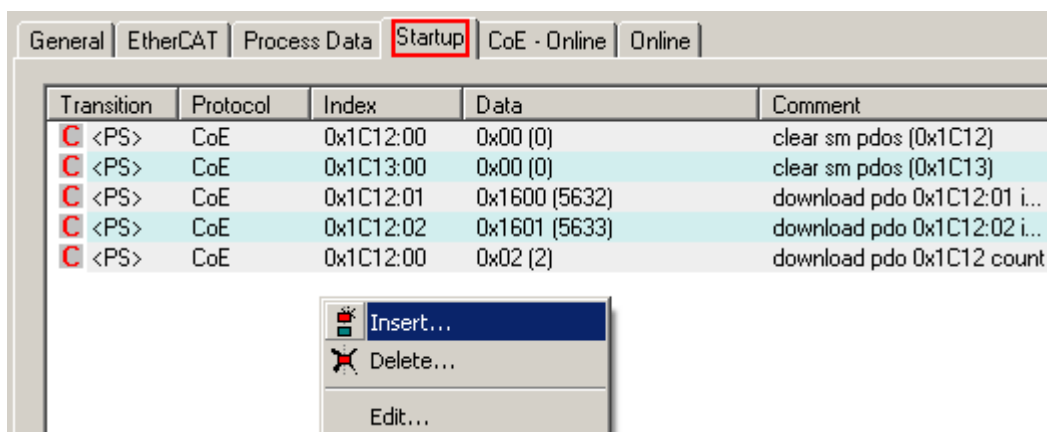 General EtherCAT Process Data Startup CoE - Online Online
Transition Protocol Index Data Comment
C <PS> CoE 0x1C12:00 0x00 (0) clear sm pdos (0x1C12)
C <PS> CoE 0x1C13:00 0x00 (0) clear sm pdos (0x1C13)
C <PS> CoE 0x1C12:01 0x1600 (5632) download pdo 0x1C12:01 i...
C <PS> CoE 0x1C12:02 0x1601 (5633) download pdo 0x1C12:02 i...
C <PS> CoE 0x1C12:00 0x02 (2) download pdo 0x1C12 count
Insert...
Delete...
Edit...